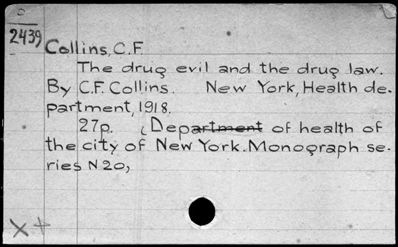 2439
Collins, C.F.
The drug evil and the drug law.
By C.F. Collins. New York, Health de-
partment, 1918.
27p. (Department of health of
the city of New York. Monograph se-
ries N 20,